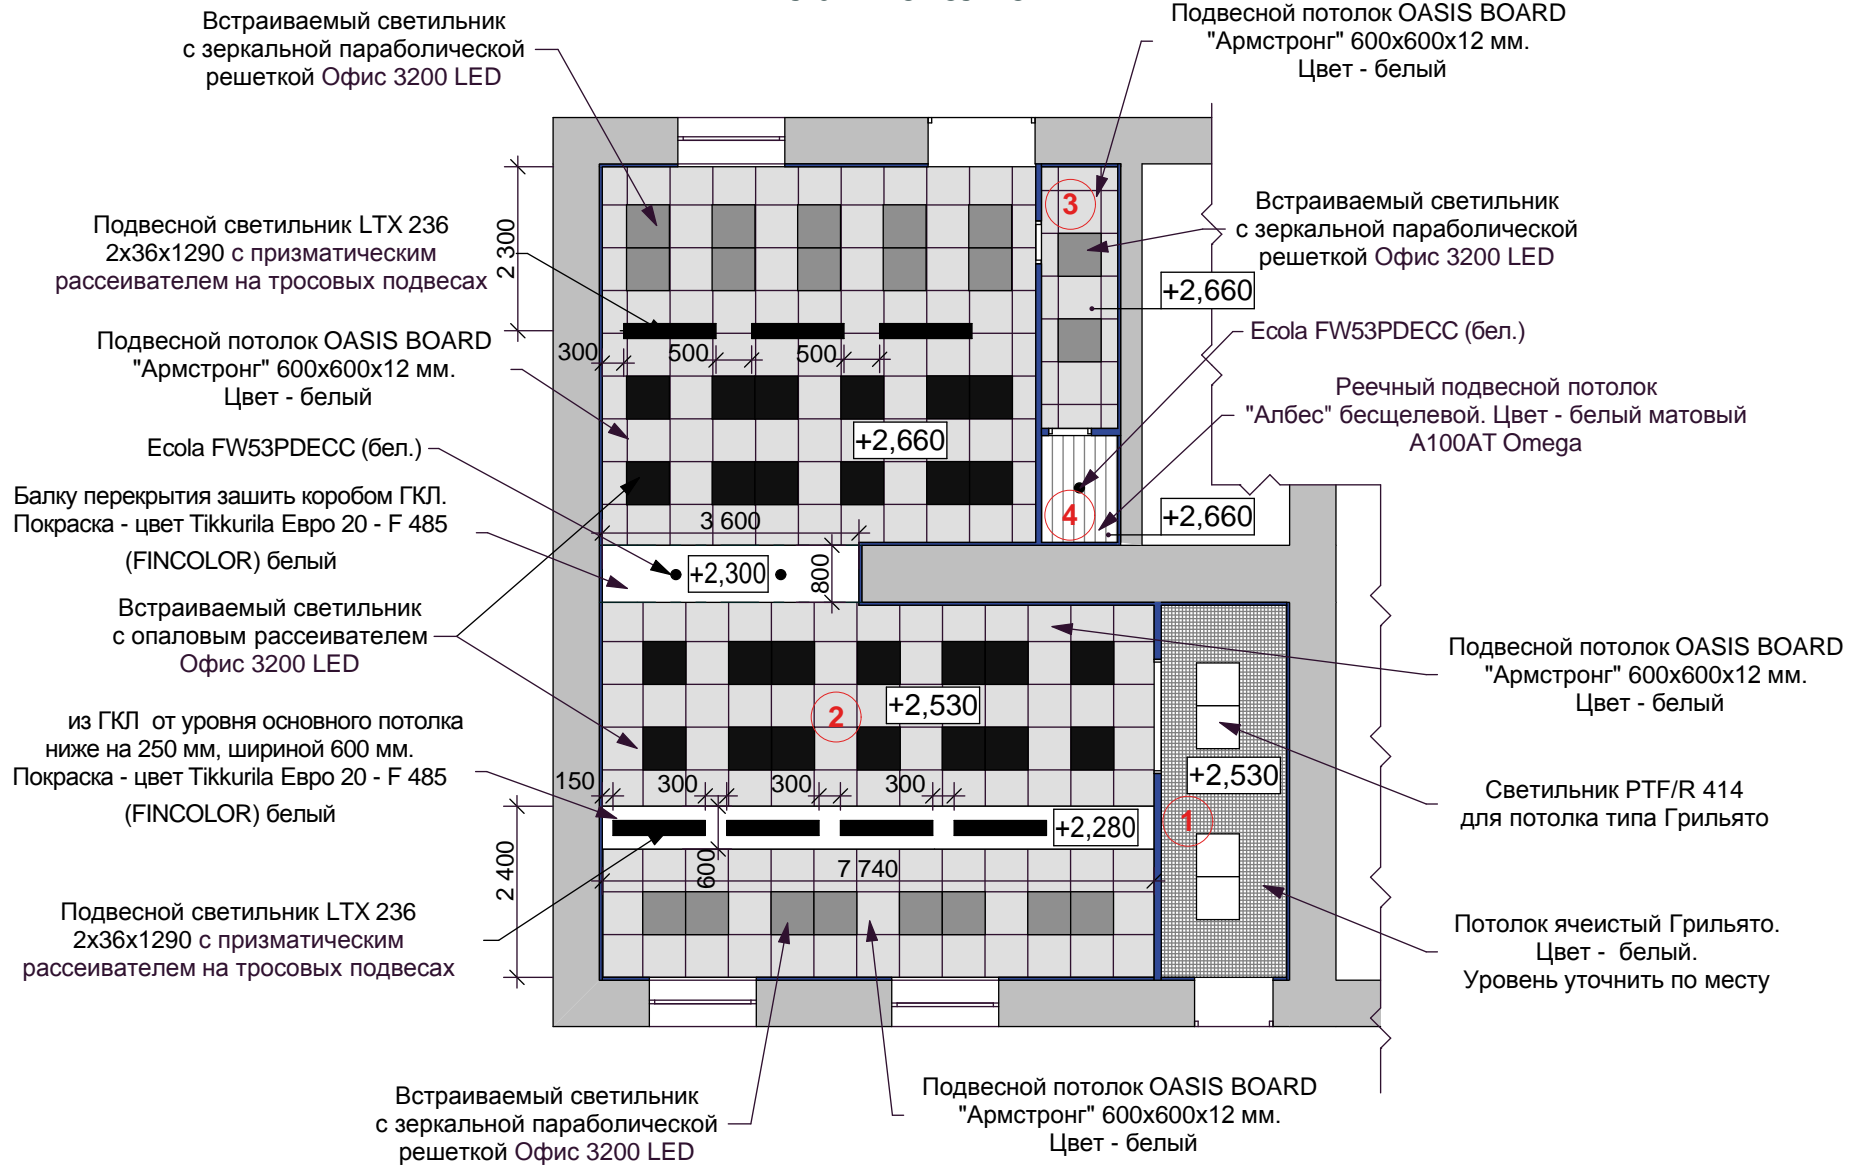 Встраиваемый светильник
с зеркальной параболической
решеткой Офис 3200 LED
Подвесной потолок OASIS BOARD
"Армстронг" 600х600х12 мм.
Цвет - белый
Подвесной светильник LTX 236
2х36х1290 с призматическим
рассеивателем на тросовых подвесах
2 300
3
Встраиваемый светильник
с зеркальной параболической
решеткой Офис 3200 LED
+2,660
Подвесной потолок OASIS BOARD
"Армстронг" 600х600х12 мм.
Цвет - белый
300
500
500
Ecola FW53PDECC (бел.)
Реечный подвесной потолок
"Албес" бесщелевой. Цвет - белый матовый
A100AT Omega
+2,660
Ecola FW53PDECC (бел.)
Балку перекрытия зашить коробом ГКЛ.
Покраска - цвет Tikkurila Евро 20 - F 485
(FINCOLOR) белый
3 600
4
+2,660
+2,300
800
Встраиваемый светильник
с опаловым рассеивателем
Офис 3200 LED
Подвесной потолок OASIS BOARD
"Армстронг" 600х600х12 мм.
Цвет - белый
2
+2,530
из ГКЛ от уровня основного потолка
ниже на 250 мм, шириной 600 мм.
Покраска - цвет Tikkurila Евро 20 - F 485
(FINCOLOR) белый
150
300
300
300
+2,530
1
Светильник PTF/R 414
для потолка типа Грильято
+2,280
2 400
600
7 740
Подвесной светильник LTX 236
2х36х1290 с призматическим
рассеивателем на тросовых подвесах
Потолок ячеистый Грильято.
Цвет - белый.
Уровень уточнить по месту
Встраиваемый светильник
с зеркальной параболической
решеткой Офис 3200 LED
Подвесной потолок OASIS BOARD
"Армстронг" 600х600х12 мм.
Цвет - белый